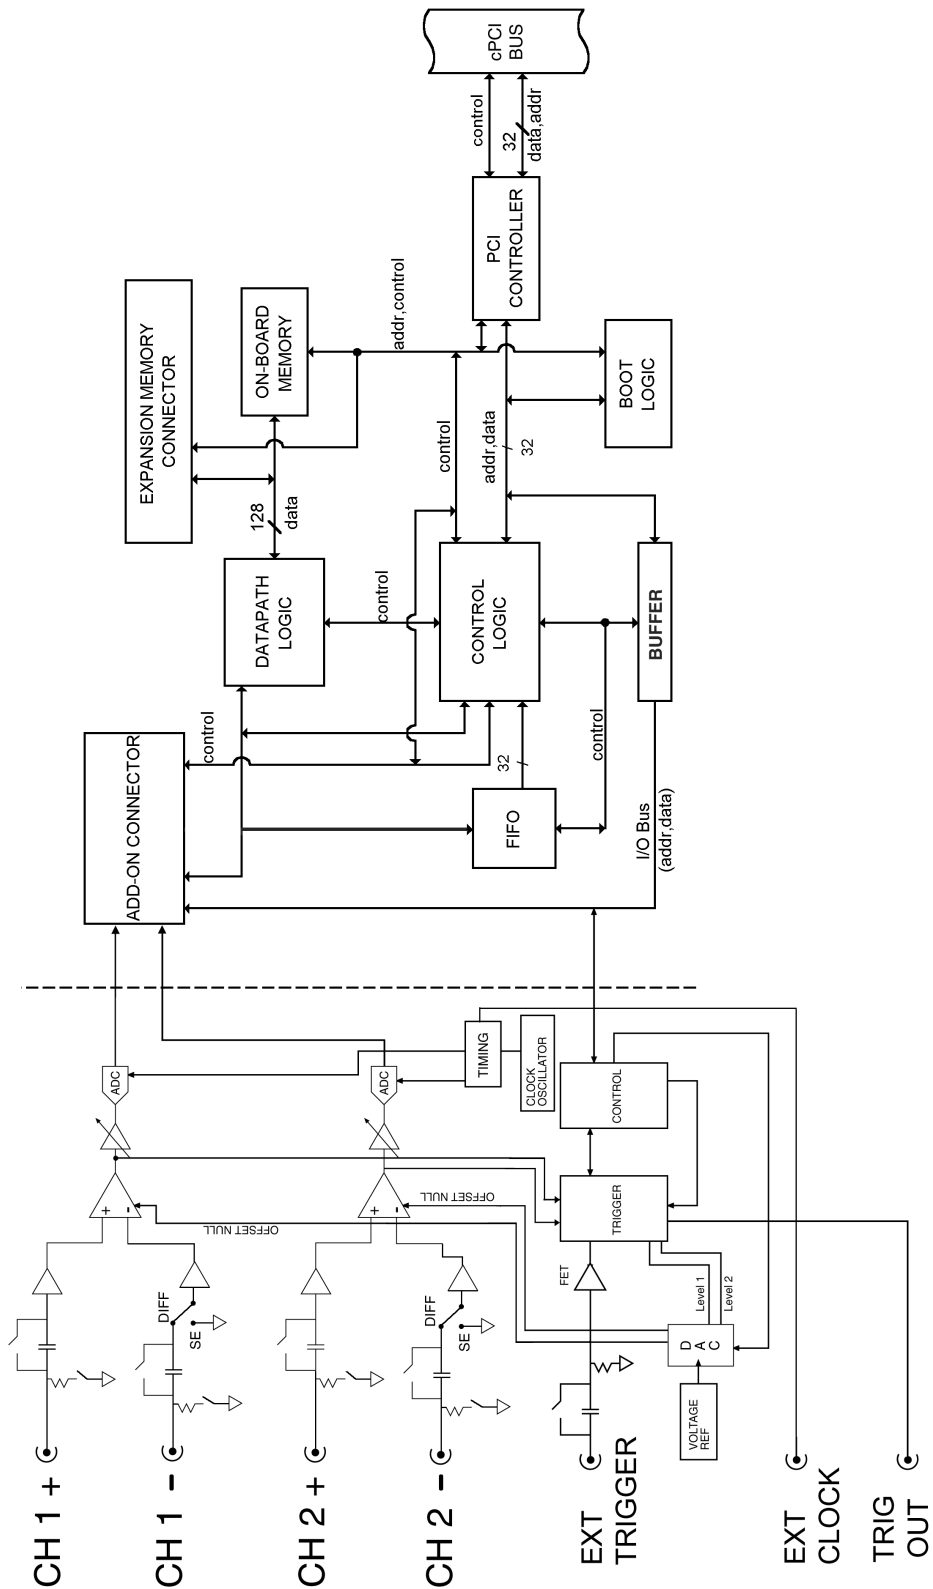 CH 1 +
CH 1 -
CH 2 +
CH 2 -
EXT
TRIGGER
EXT
CLOCK
TRIG
OUT
DIFF
SE
DIFF
SE
+
-
+
-
OFFSET NULL
OFFSET NULL
ADC
ADC
FET
TRIGGER
CONTROL
TIMING
CLOCK
OSCILLATOR
Level 1
Level 2
D
A
C
VOLTAGE
REF
ADD-ON CONNECTOR
control
FIFO
32
control
I/O Bus
(addr,data)
DATAPATH
LOGIC
control
CONTROL
LOGIC
BUFFER
128
data
control
addr,data
32
EXPANSION MEMORY
CONNECTOR
ON-BOARD
MEMORY
addr,control
BOOT
LOGIC
PCI
CONTROLLER
control
32
data,addr
cPCI
BUS